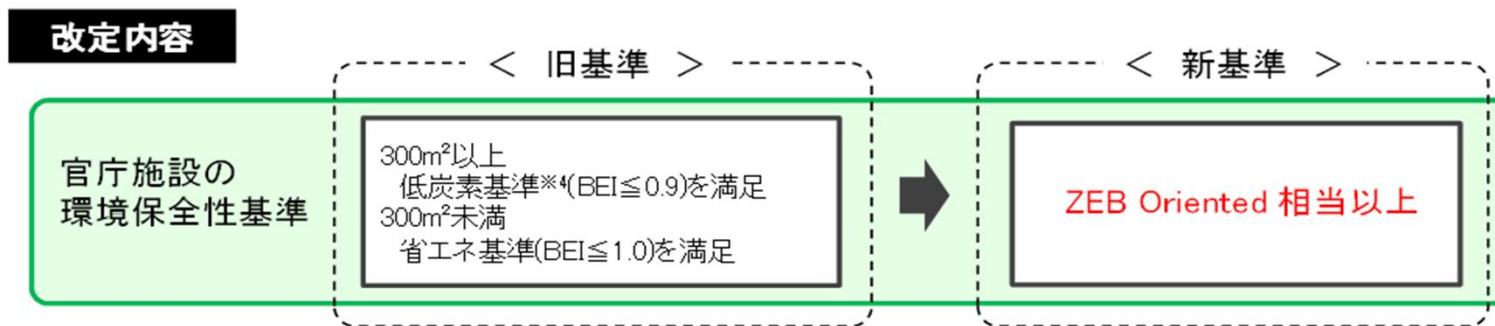 改定内容
＜ 旧基準 ＞
＜ 新基準 ＞
官庁施設の
環境保全性基準
300m²以上
低炭素基準※4(BEI≦0.9)を満足
300m²未満
省エネ基準(BEI≦1.0)を満足
ZEB Oriented 相当以上